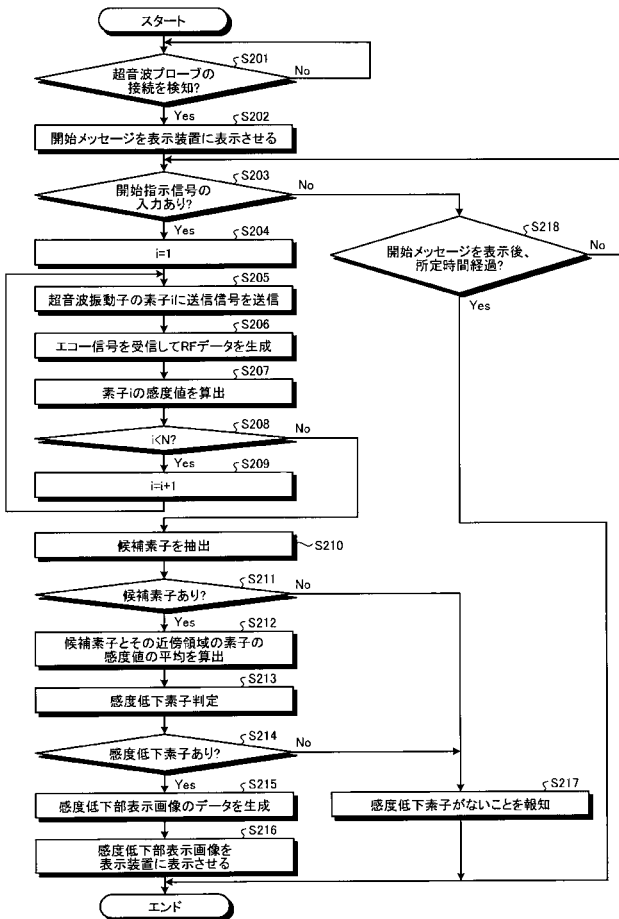 スタート
S201
超音波プローブの
接続を検知?
No
Yes
S202
開始メッセージを表示装置に表示させる
S203
開始指示信号の
入力あり?
No
Yes
S204
i=1
S218
開始メッセージを表示後、
所定時間経過?
No
Yes
S205
超音波振動子の素子iに送信信号を送信
S206
エコー信号を受信してRFデータを生成
S207
素子iの感度値を算出
S208
i<N?
No
Yes
S209
i=i+1
候補素子を抽出
S210
S211
候補素子あり?
No
Yes
S212
候補素子とその近傍領域の素子の
感度値の平均を算出
S213
感度低下素子判定
S214
感度低下素子あり?
No
Yes
S215
感度低下部表示画像のデータを生成
S217
感度低下素子がないことを報知
S216
感度低下部表示画像を
表示装置に表示させる
エンド